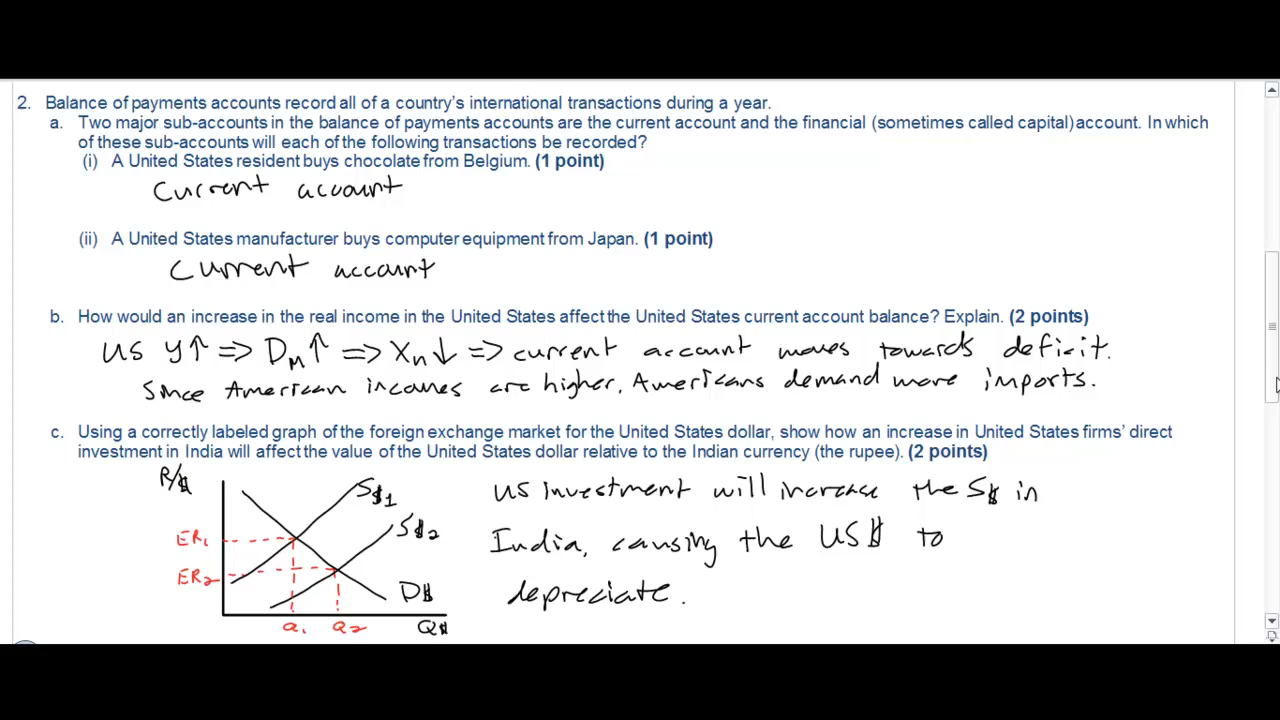 2. Balance of payments accounts record all of a country's international transactions during a year.
a. Two major sub-accounts in the balance of payments accounts are the current account and the financial (sometimes called capital) account. In which
of these sub-accounts will each of the following transactions be recorded?
(i) A United States resident buys chocolate from Belgium. (1 point)
Current account
(ii) A United States manufacturer buys computer equipment from Japan. (1 point)
Current account
b. How would an increase in the real income in the United States affect the United States current account balance? Explain. (2 points)
US Y↑ => D_M↑ => X_n↓ => current account moves towards deficit.
Since American incomes are higher, Americans demand more imports.
c. Using a correctly labeled graph of the foreign exchange market for the United States dollar, show how an increase in United States firms' direct
investment in India will affect the value of the United States dollar relative to the Indian currency (the rupee). (2 points)
R/$
S$1
US investment will increase the S$ in
S$2
ER1
India, causing the US$ to
ER2
D$
depreciate.
Q1 Q2 Q$